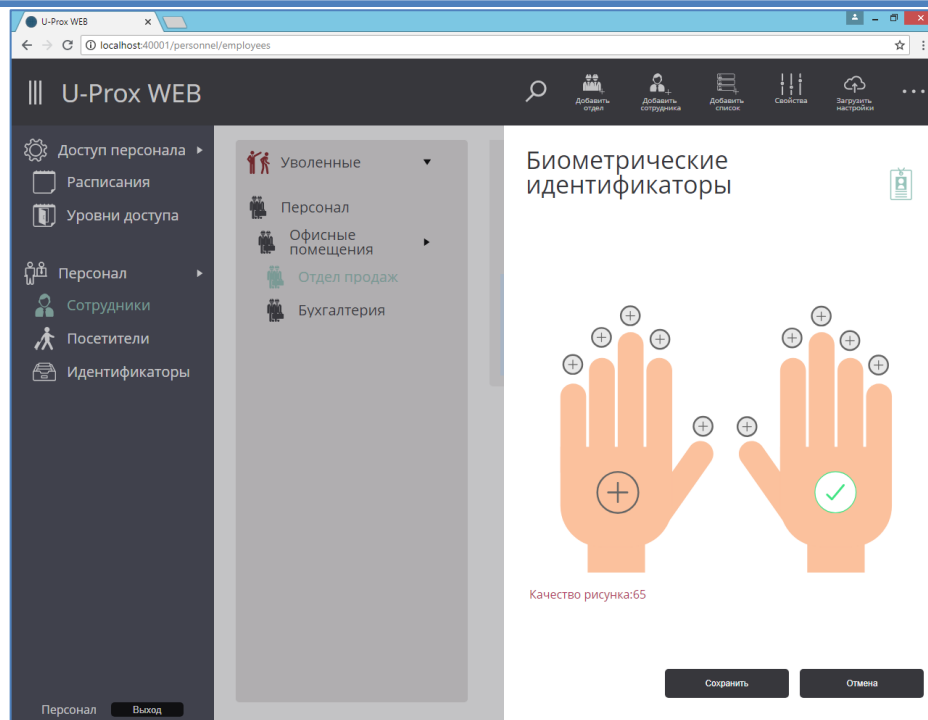 U-Prox WEB
localhost:40001/personnel/employees
U-Prox WEB
Добавить
отдел
Добавить
сотрудника
Добавить
список
Свойства
Загрузить
настройки
Доступ персонала
Расписания
Уровни доступа
Персонал
Сотрудники
Посетители
Идентификаторы
Уволенные
Персонал
Офисные
помещения
Отдел продаж
Бухгалтерия
Биометрические
идентификаторы
Качество рисунка:65
Сохранить
Отмена
Персонал
Выход